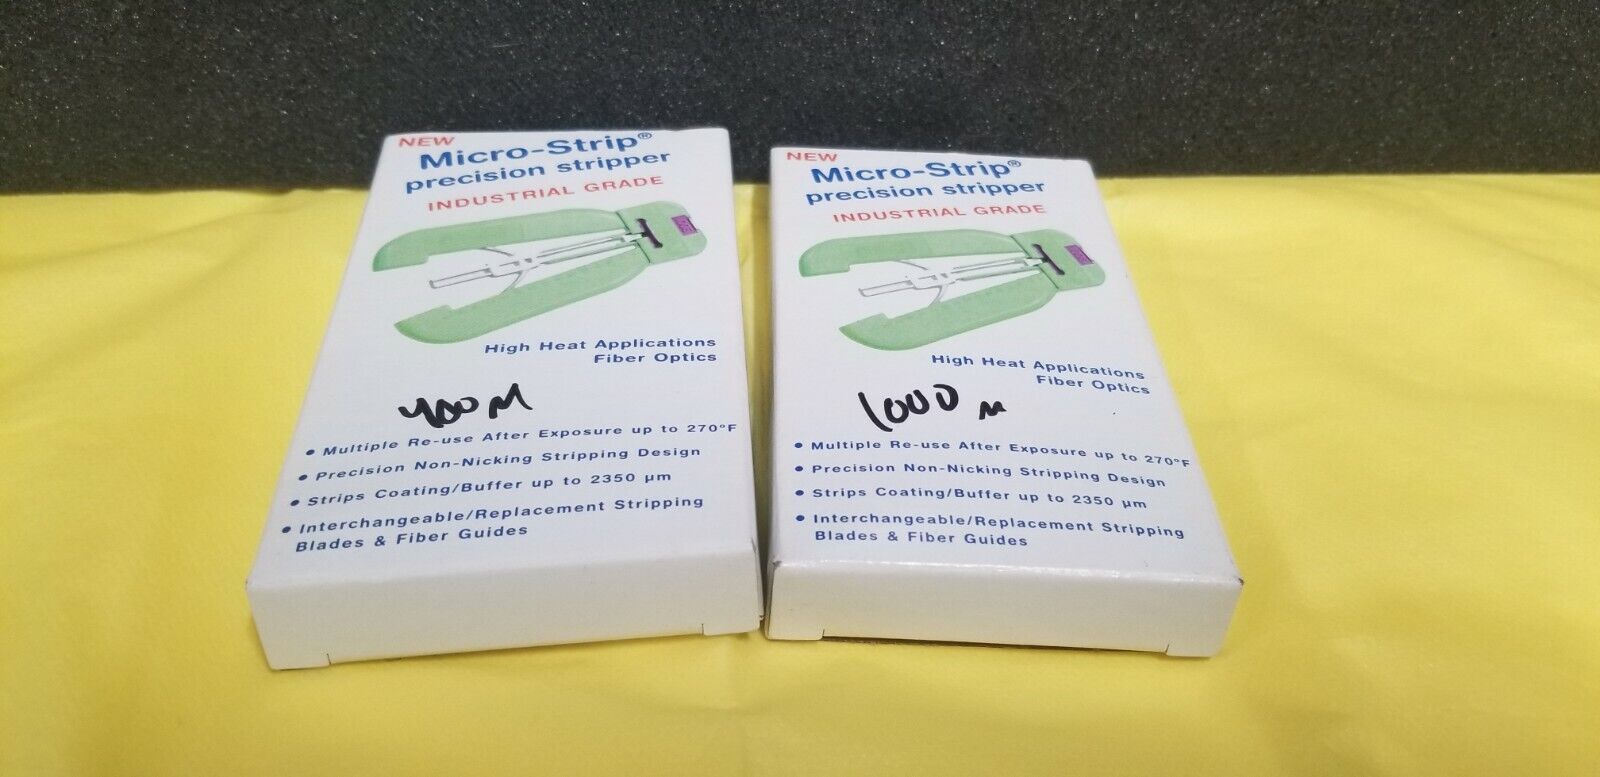 NEW
Micro-Strip®
precision stripper
INDUSTRIAL GRADE
High Heat Applications
Fiber Optics
400 M
• Multiple Re-use After Exposure up to 270°F
• Precision Non-Nicking Stripping Design
• Strips Coating/Buffer up to 2350 µm
• Interchangeable/Replacement Stripping
Blades & Fiber Guides
NEW
Micro-Strip®
precision stripper
INDUSTRIAL GRADE
High Heat Applications
Fiber Optics
1000 M
• Multiple Re-use After Exposure up to 270°F
• Precision Non-Nicking Stripping Design
• Strips Coating/Buffer up to 2350 µm
• Interchangeable/Replacement Stripping
Blades & Fiber Guides